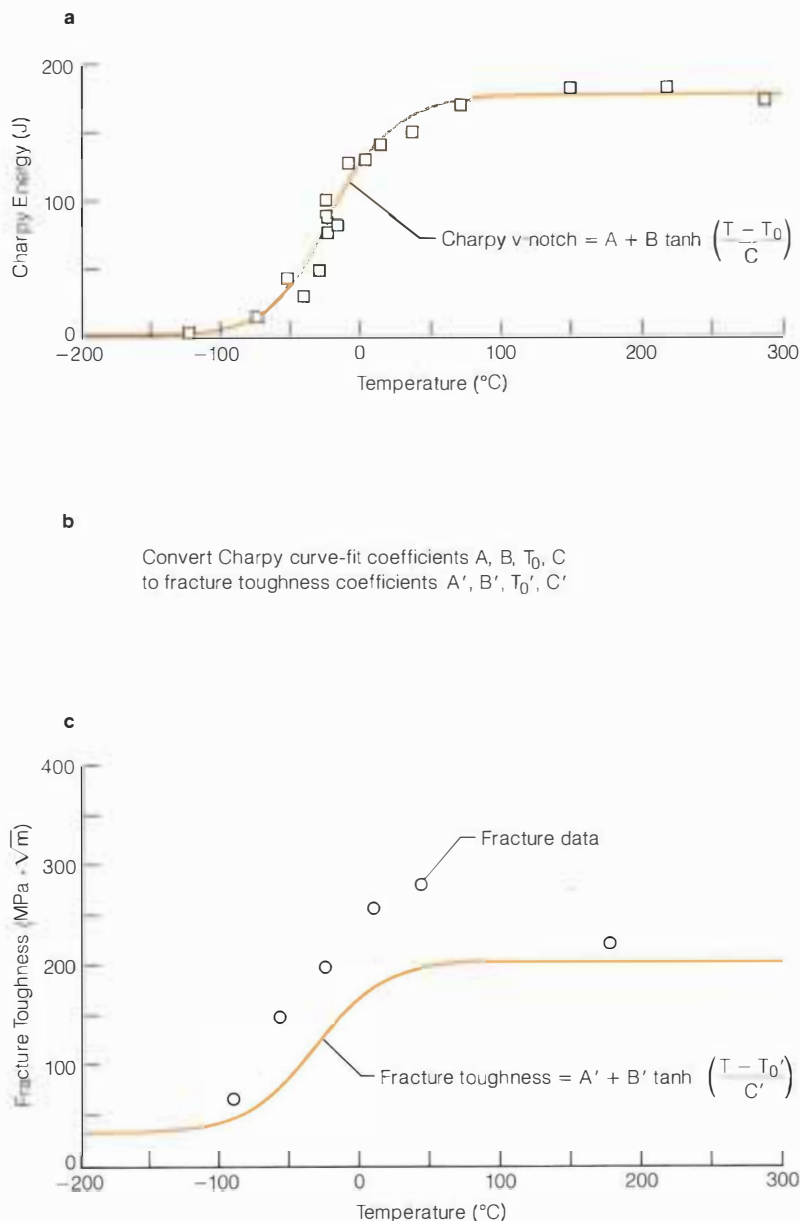 a
200
100
0
Charpy Energy (J)
Charpy v-notch = A + B tanh (T − T₀ / C)
−200 −100 0 100 200 300
Temperature (°C)
b
Convert Charpy curve-fit coefficients A, B, T₀, C
to fracture toughness coefficients A′, B′, T₀′, C′
c
400
300
200
100
0
Fracture Toughness (MPa · √m)
Fracture data
Fracture toughness = A′ + B′ tanh (T − T₀′ / C′)
−200 −100 0 100 200 300
Temperature (°C)